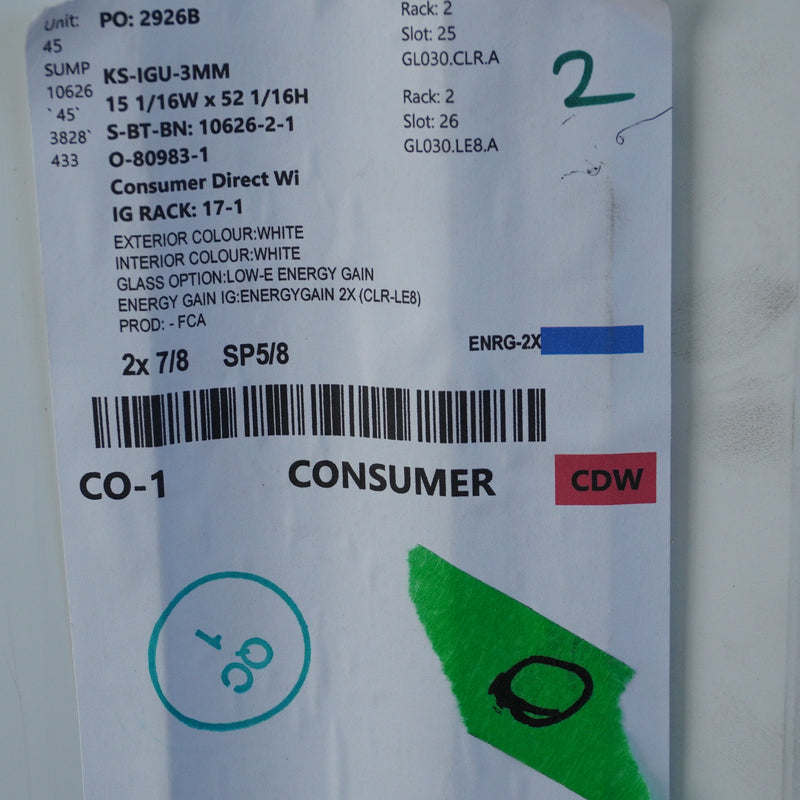 Unit:
45
SUMP
10626
`45`
3828`
433
PO: 2926B
KS-IGU-3MM
15 1/16W x 52 1/16H
S-BT-BN: 10626-2-1
O-80983-1
Consumer Direct Wi
IG RACK: 17-1
EXTERIOR COLOUR:WHITE
INTERIOR COLOUR:WHITE
GLASS OPTION:LOW-E ENERGY GAIN
ENERGY GAIN IG:ENERGYGAIN 2X (CLR-LE8)
PROD: - FCA
Rack: 2
Slot: 25
GL030.CLR.A
Rack: 2
Slot: 26
GL030.LE8.A
2
2x 7/8 SP5/8
ENRG-2X
CO-1 CONSUMER CDW
QC
1
O